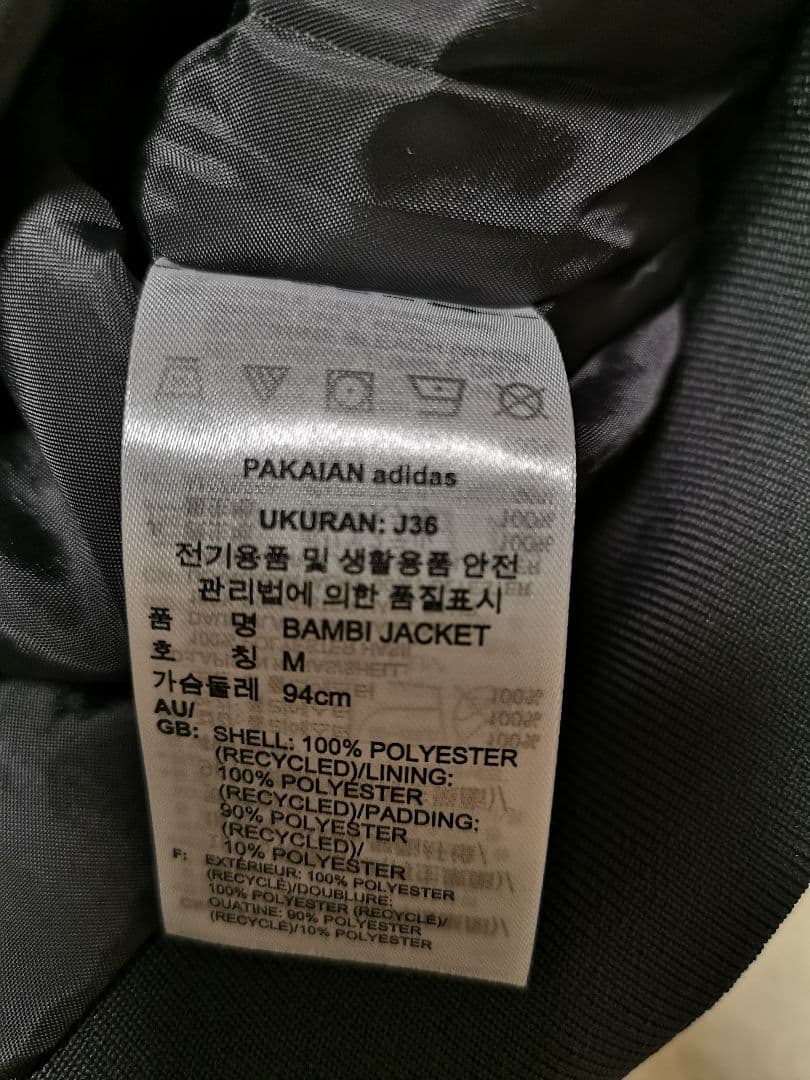 PAKAIAN adidas
UKURAN: J36
전기용품 및 생활용품 안전
관리법에 의한 품질표시
품 명 BAMBI JACKET
호 칭 M
가슴둘레 94cm
AU/
GB: SHELL: 100% POLYESTER
(RECYCLED)/LINING:
100% POLYESTER
(RECYCLED)/PADDING:
90% POLYESTER
(RECYCLED)/
10% POLYESTER
F: EXTÉRIEUR: 100% POLYESTER
(RECYCLÉ)/DOUBLURE:
100% POLYESTER (RECYCLÉ)/
OUATINE: 90% POLYESTER
(RECYCLÉ)/10% POLYESTER